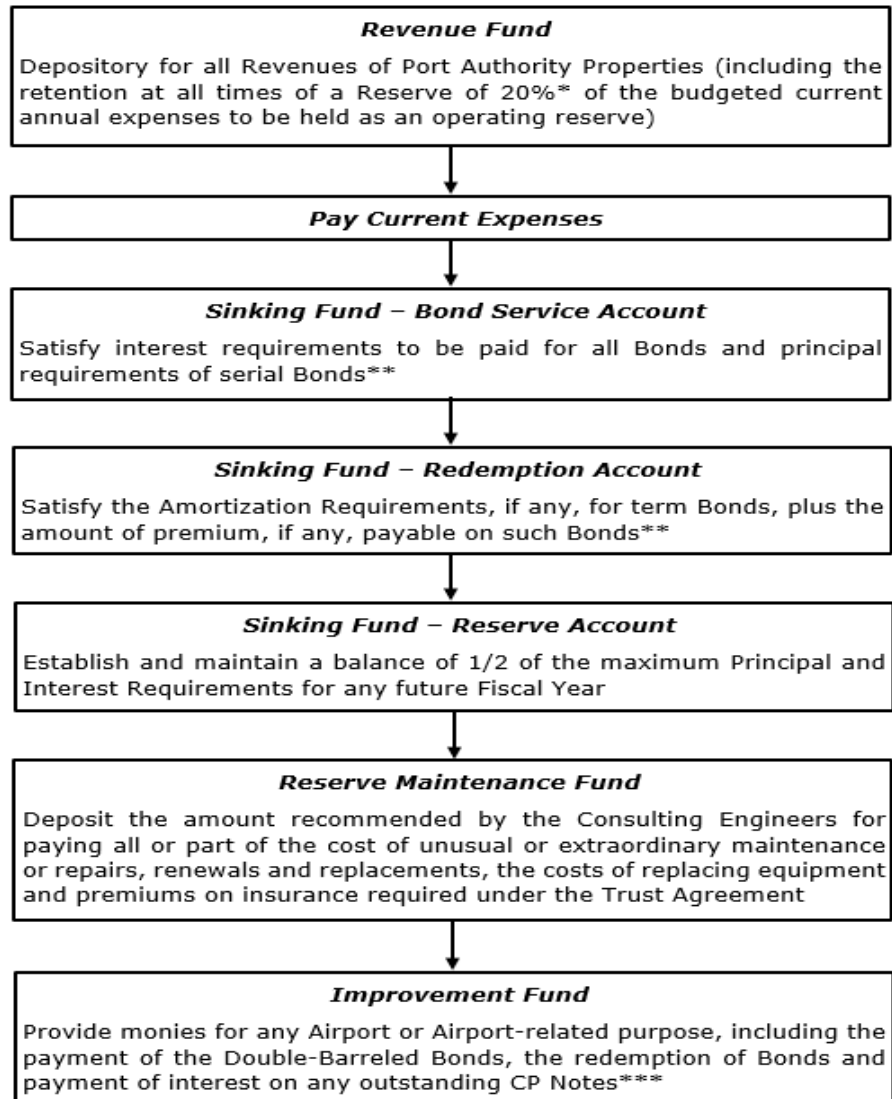 Revenue Fund
Depository for all Revenues of Port Authority Properties (including the
retention at all times of a Reserve of 20%* of the budgeted current
annual expenses to be held as an operating reserve)
Pay Current Expenses
Sinking Fund – Bond Service Account
Satisfy interest requirements to be paid for all Bonds and principal
requirements of serial Bonds**
Sinking Fund – Redemption Account
Satisfy the Amortization Requirements, if any, for term Bonds, plus the
amount of premium, if any, payable on such Bonds**
Sinking Fund – Reserve Account
Establish and maintain a balance of 1/2 of the maximum Principal and
Interest Requirements for any future Fiscal Year
Reserve Maintenance Fund
Deposit the amount recommended by the Consulting Engineers for
paying all or part of the cost of unusual or extraordinary maintenance
or repairs, renewals and replacements, the costs of replacing equipment
and premiums on insurance required under the Trust Agreement
Improvement Fund
Provide monies for any Airport or Airport-related purpose, including the
payment of the Double-Barreled Bonds, the redemption of Bonds and
payment of interest on any outstanding CP Notes***